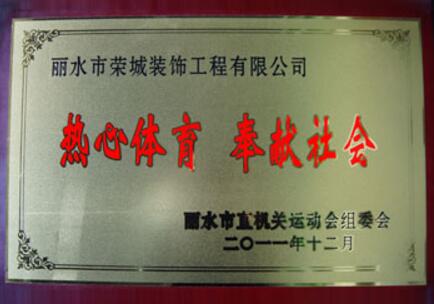 丽水市荣城装饰工程有限公司
热心体育 奉献社会
丽水市直机关运动会组委会
二〇一一年十二月